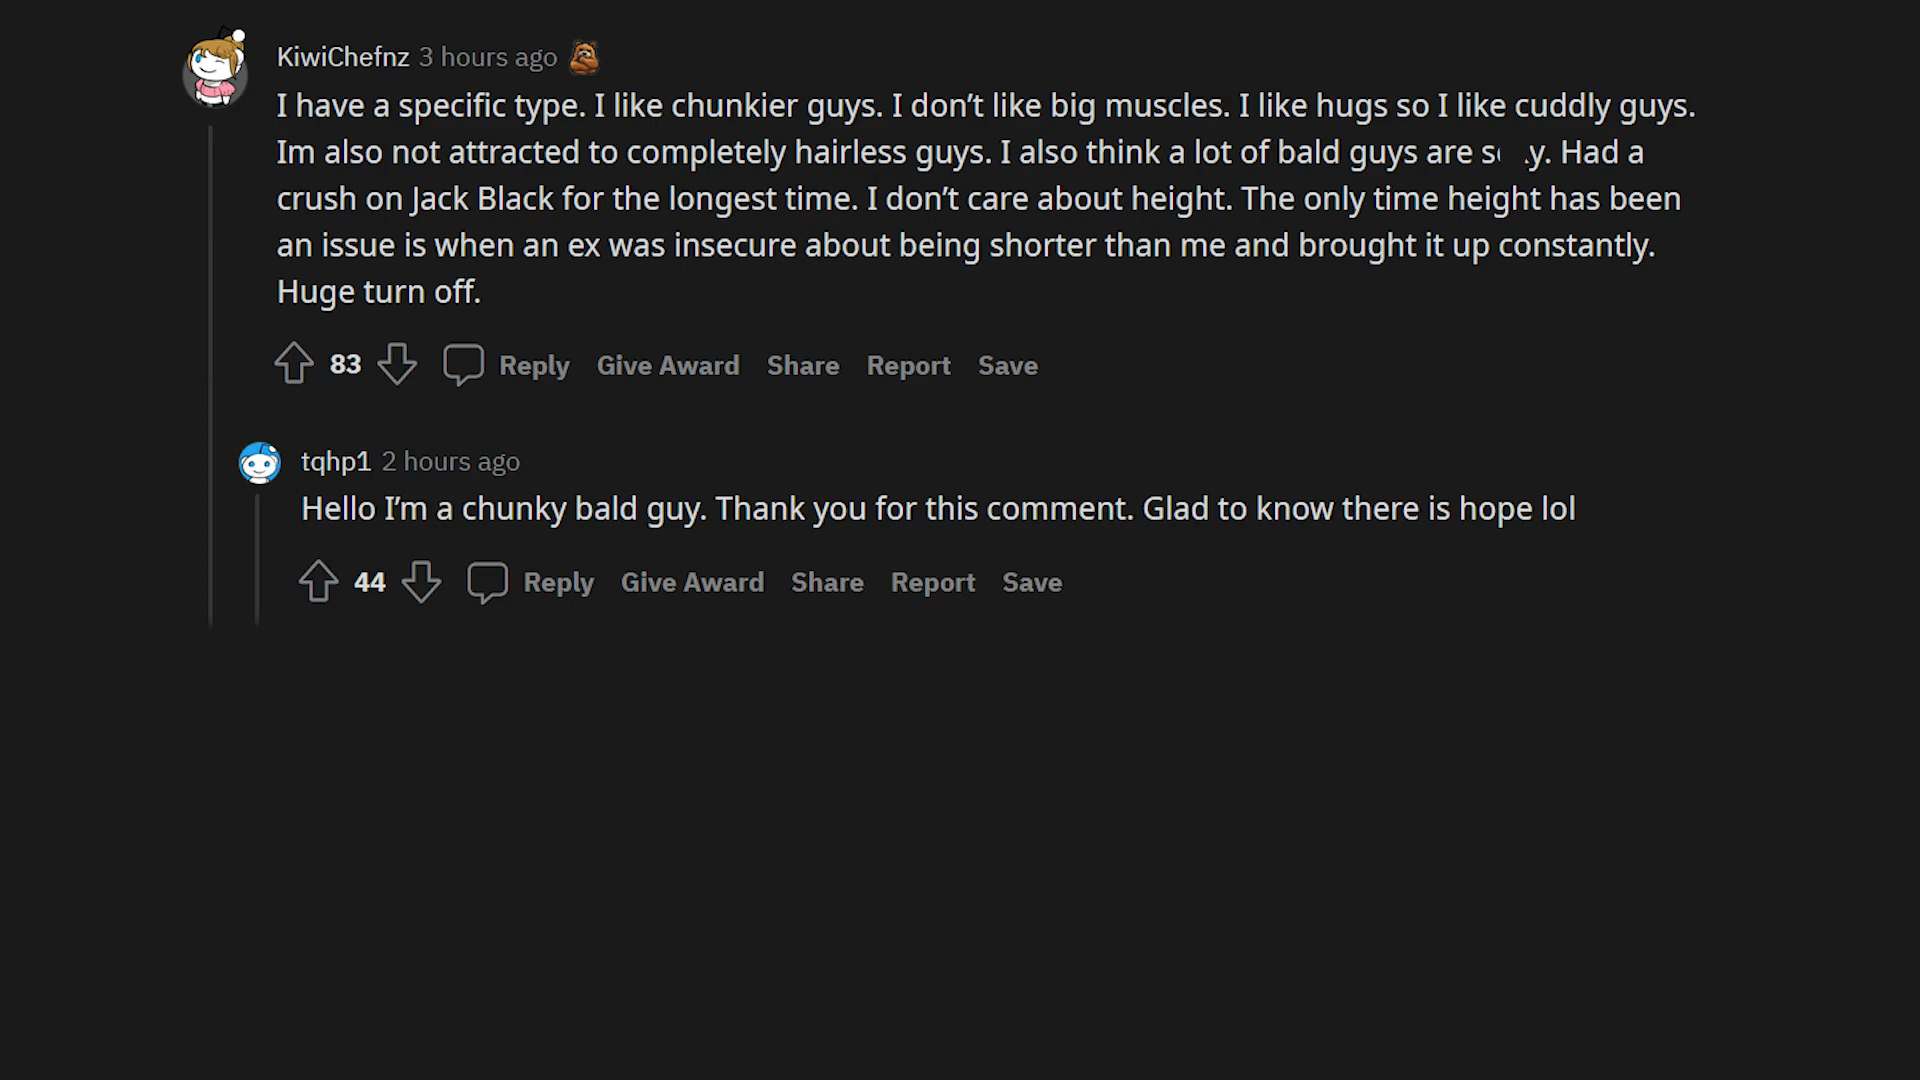 KiwiChefnz 3 hours ago
I have a specific type. I like chunkier guys. I don’t like big muscles. I like hugs so I like cuddly guys.
Im also not attracted to completely hairless guys. I also think a lot of bald guys are Had a
crush on Jack Black for the longest time. I don’t care about height. The only time height has been
an issue is when an ex was insecure about being shorter than me and brought it up constantly.
Huge turn off.
83 Reply Give Award Share Report Save
tqhp1 2 hours ago
Hello I’m a chunky bald guy. Thank you for this comment. Glad to know there is hope lol
44 Reply Give Award Share Report Save